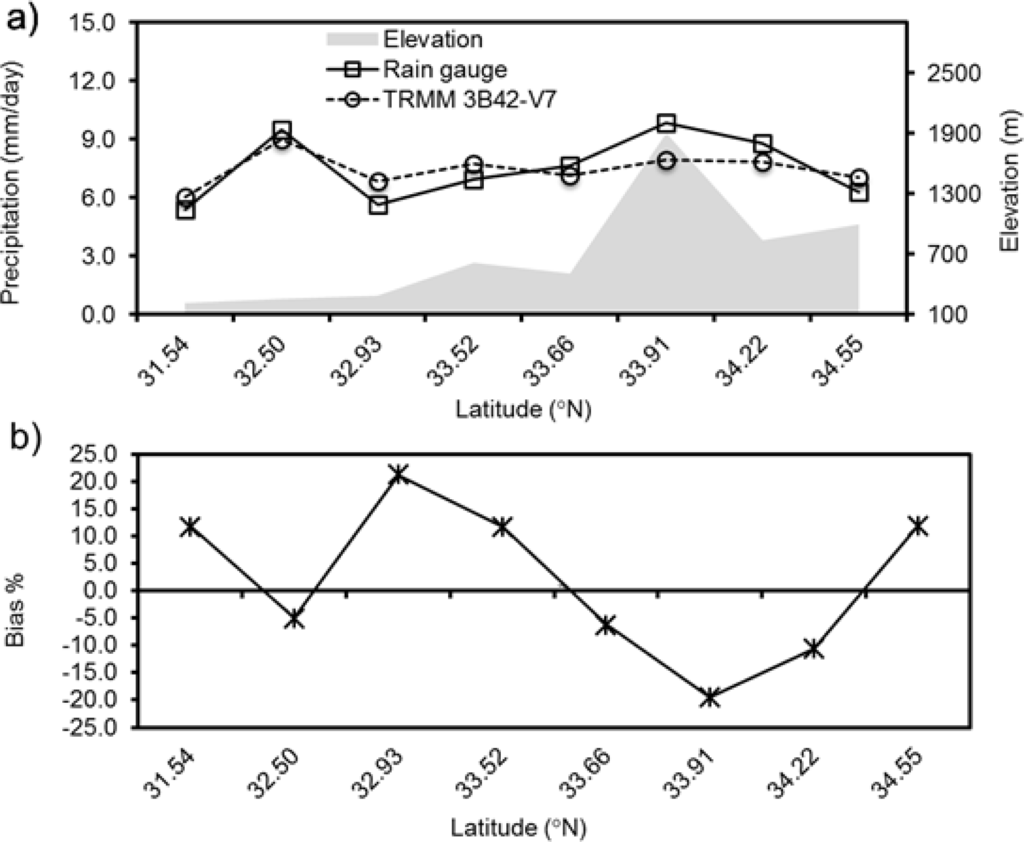 a)
15.0
12.0
9.0
6.0
3.0
0.0
Precipitation (mm/day)
Elevation
Rain gauge
TRMM 3B42-V7
2500
1900
1300
700
100
Elevation (m)
31.54 32.50 32.93 33.52 33.66 33.91 34.22 34.55
Latitude (°N)
b)
25.0
20.0
15.0
10.0
5.0
0.0
-5.0
-10.0
-15.0
-20.0
-25.0
Bias %
31.54 32.50 32.93 33.52 33.66 33.91 34.22 34.55
Latitude (°N)